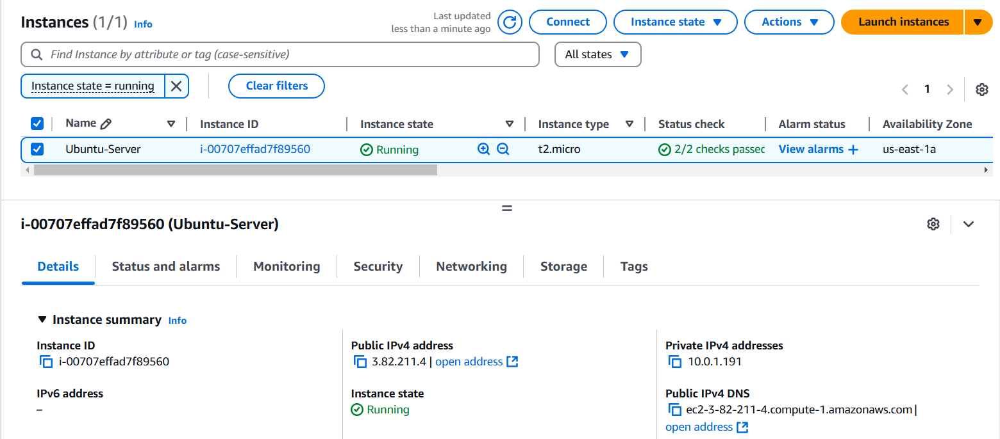 Instances (1/1) Info
Last updated
less than a minute ago
Connect
Instance state
Actions
Launch instances
Find Instance by attribute or tag (case-sensitive)
All states
Instance state = running
Clear filters
1
Name Instance ID Instance state Instance type Status check Alarm status Availability Zone
Ubuntu-Server i-00707effad7f89560 Running t2.micro 2/2 checks passec View alarms + us-east-1a
i-00707effad7f89560 (Ubuntu-Server)
Details Status and alarms Monitoring Security Networking Storage Tags
Instance summary Info
Instance ID
i-00707effad7f89560
Public IPv4 address
3.82.211.4 | open address
Private IPv4 addresses
10.0.1.191
IPv6 address
–
Instance state
Running
Public IPv4 DNS
ec2-3-82-211-4.compute-1.amazonaws.com |
open address